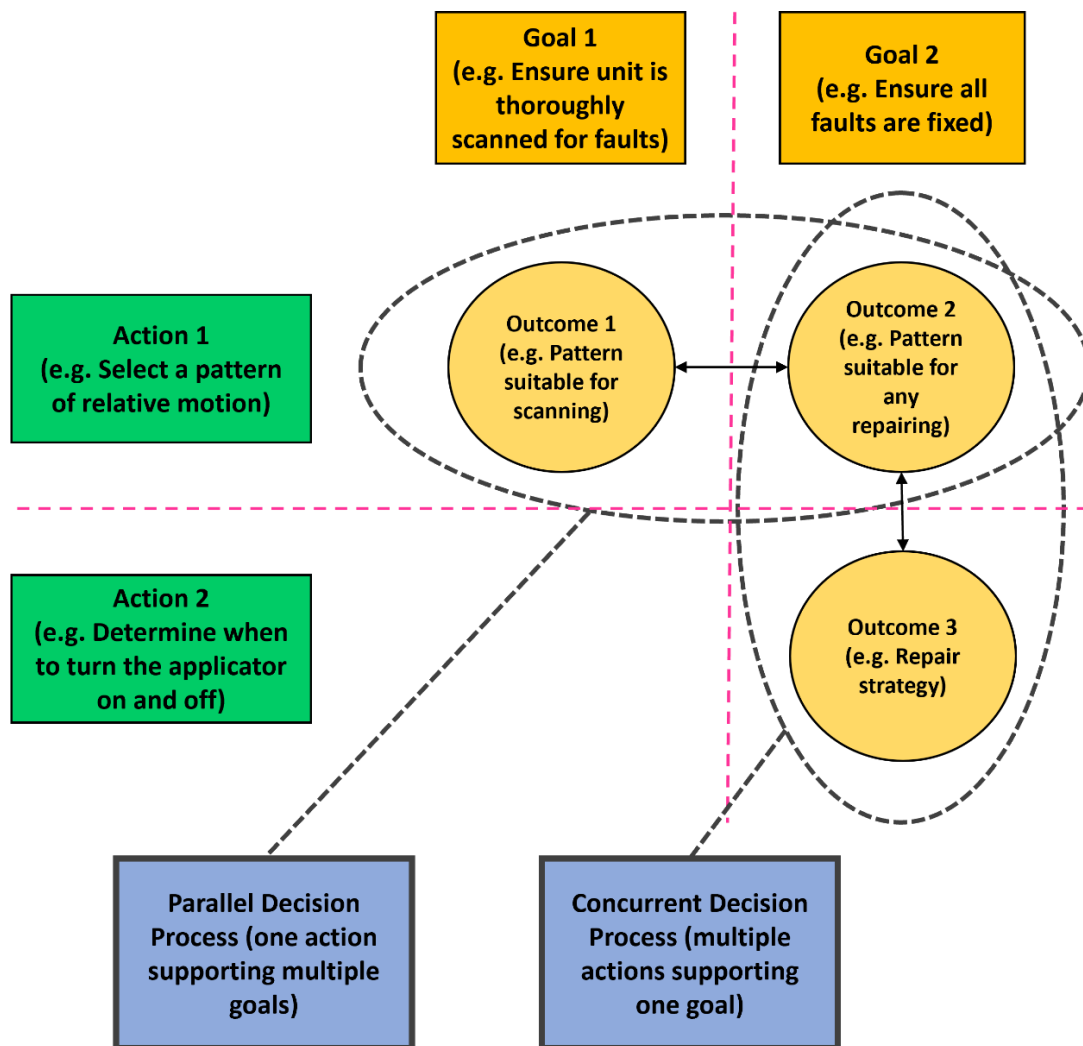 Goal 1
(e.g. Ensure unit is
thoroughly
scanned for faults)
Goal 2
(e.g. Ensure all
faults are fixed)
Action 1
(e.g. Select a pattern
of relative motion)
Outcome 1
(e.g. Pattern
suitable for
scanning)
Outcome 2
(e.g. Pattern
suitable for
any
repairing)
Action 2
(e.g. Determine when
to turn the applicator
on and off)
Outcome 3
(e.g. Repair
strategy)
Parallel Decision
Process (one action
supporting multiple
goals)
Concurrent Decision
Process (multiple
actions supporting
one goal)